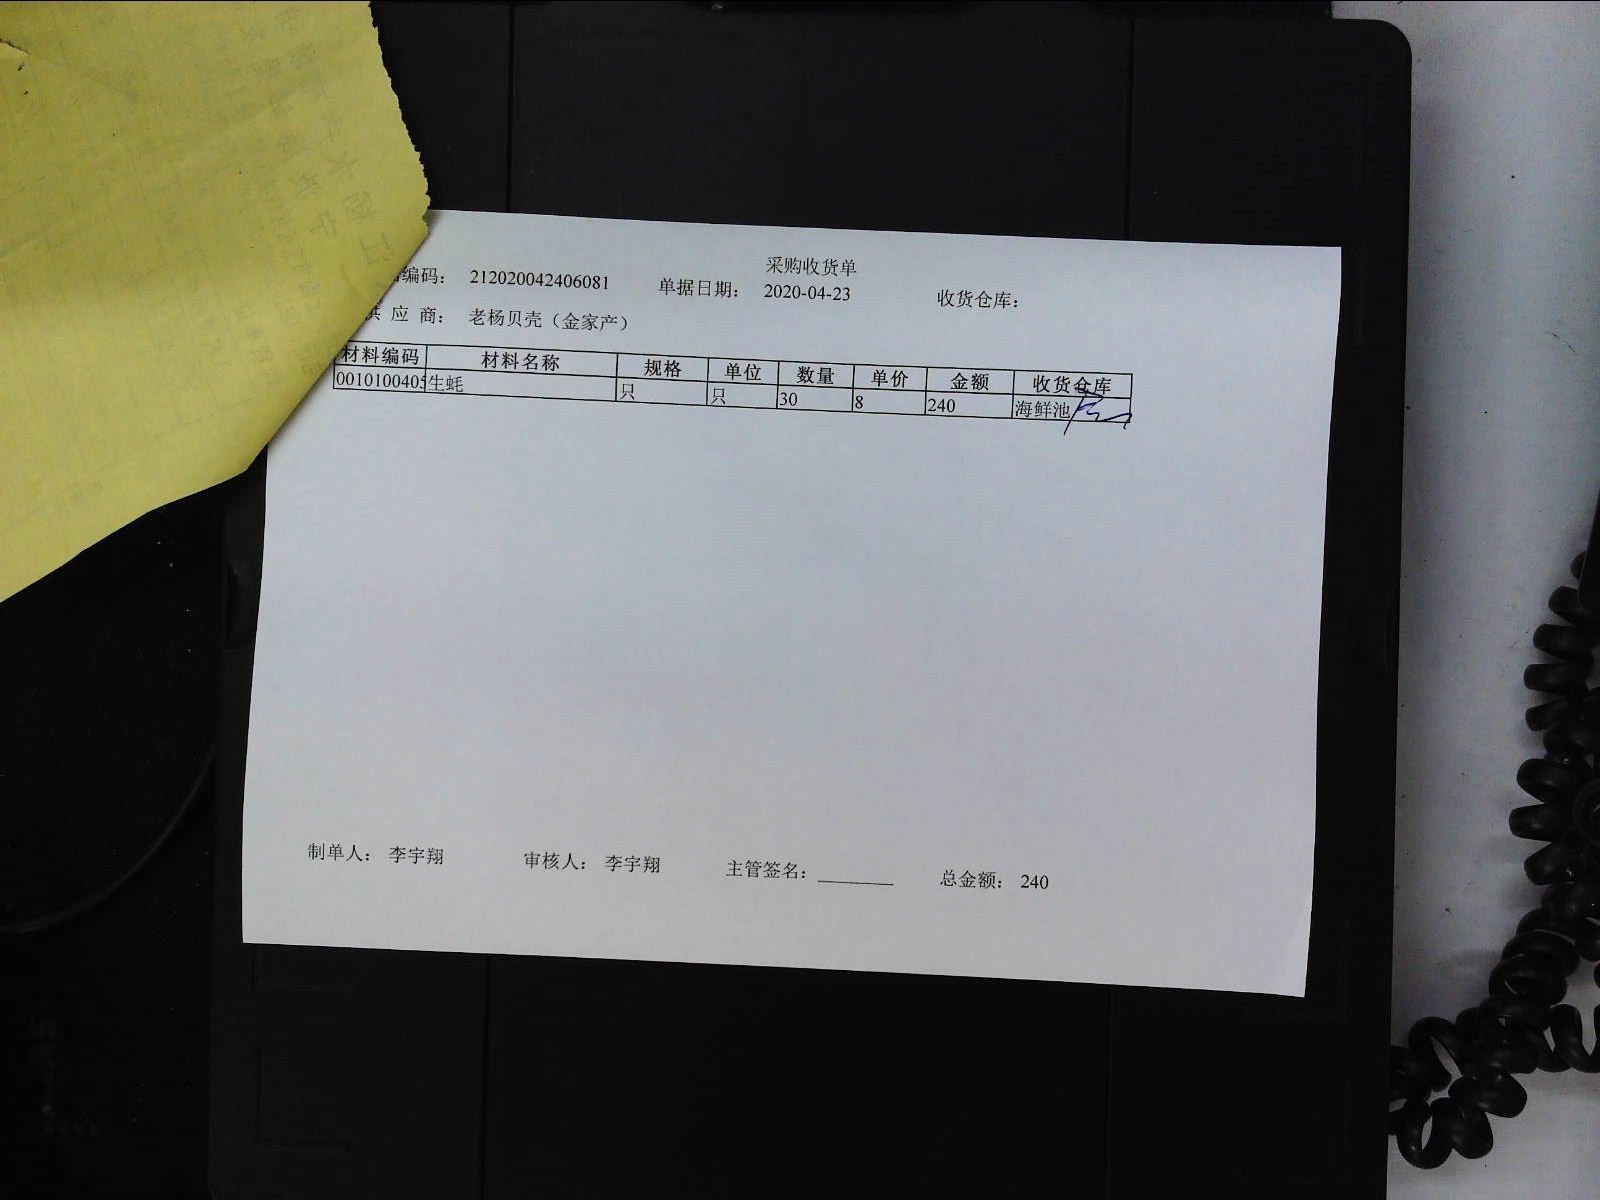 采购收货单
编码： 212020042406081 单据日期： 2020-04-23 收货仓库：
供 应 商： 老杨贝壳（金家产）
材料编码 材料名称 规格 单位 数量 单价 金额 收货仓库
0010100405 生蚝 只 只 30 8 240 海鲜池
制单人： 李宇翔 审核人： 李宇翔 主管签名： 总金额： 240